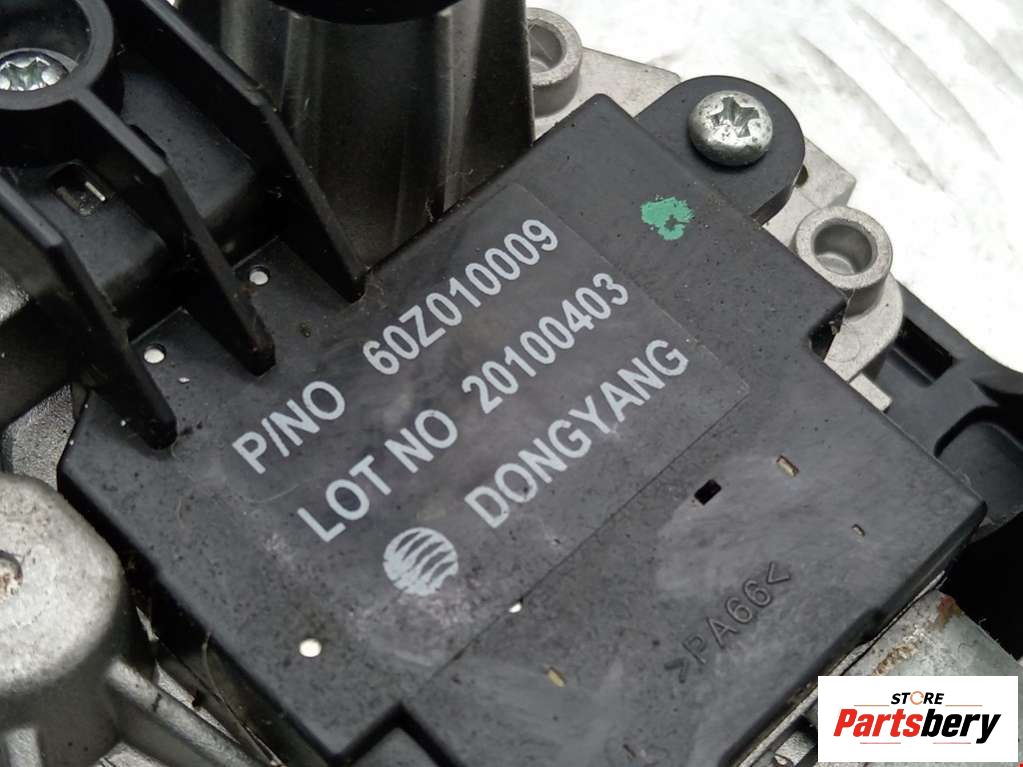 P/NO 60Z010009
LOT NO 20100403
DONGYANG
>PA66<
STORE
Partsbery